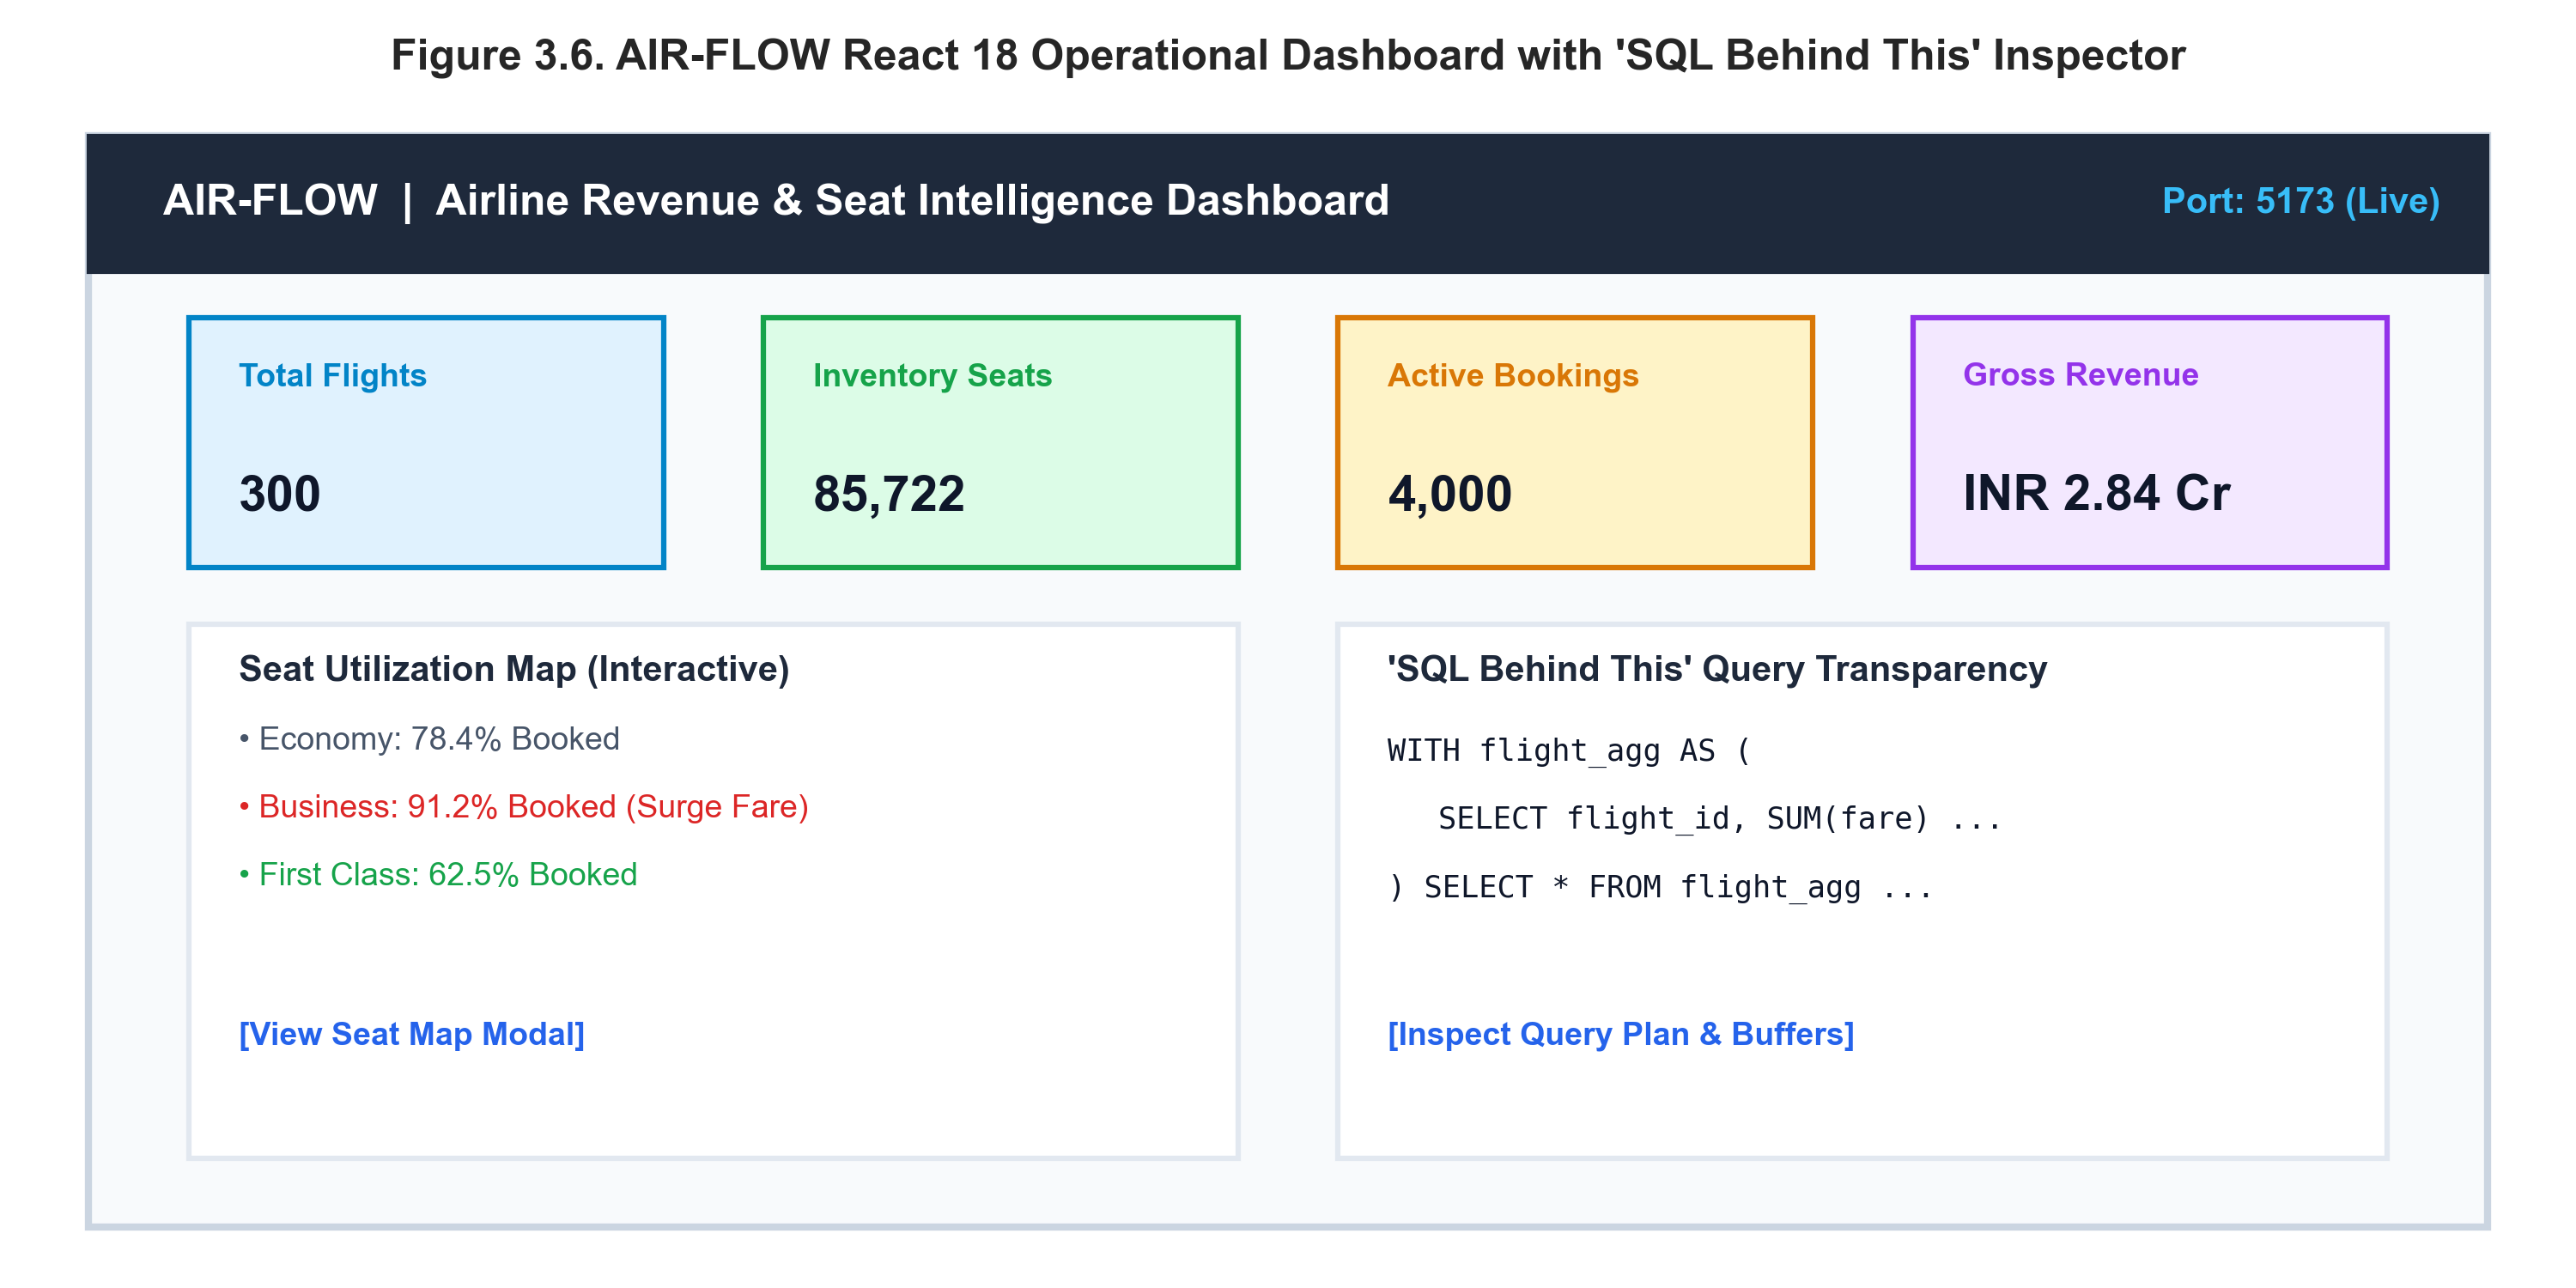 Figure 3.6. AIR-FLOW React 18 Operational Dashboard with 'SQL Behind This' Inspector
AIR-FLOW | Airline Revenue & Seat Intelligence Dashboard
Port: 5173 (Live)
Total Flights
300
Inventory Seats
85,722
Active Bookings
4,000
Gross Revenue
INR 2.84 Cr
Seat Utilization Map (Interactive)
• Economy: 78.4% Booked
• Business: 91.2% Booked (Surge Fare)
• First Class: 62.5% Booked
[View Seat Map Modal]
'SQL Behind This' Query Transparency
WITH flight_agg AS (
SELECT flight_id, SUM(fare) ...
) SELECT * FROM flight_agg ...
[Inspect Query Plan & Buffers]